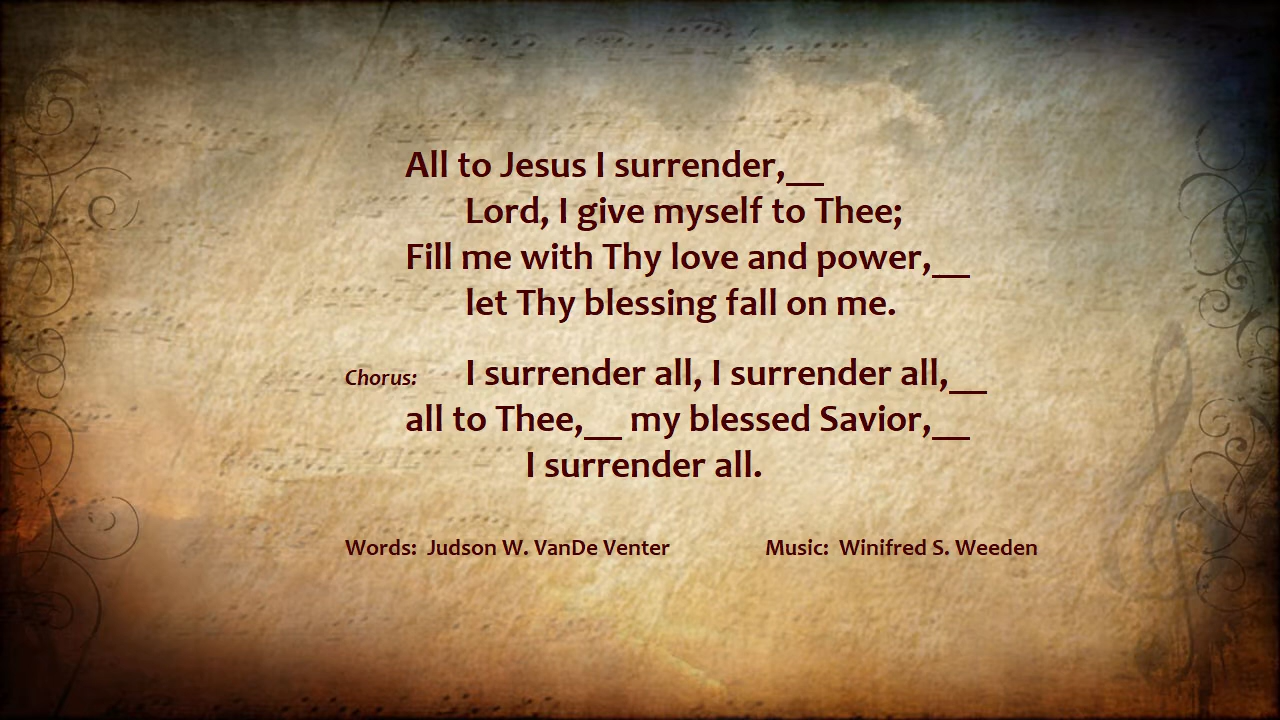 All to Jesus I surrender,__
Lord, I give myself to Thee;
Fill me with Thy love and power,__
let Thy blessing fall on me.
Chorus: I surrender all, I surrender all,__
all to Thee,__ my blessed Savior,__
I surrender all.
Words: Judson W. VanDe Venter Music: Winifred S. Weeden